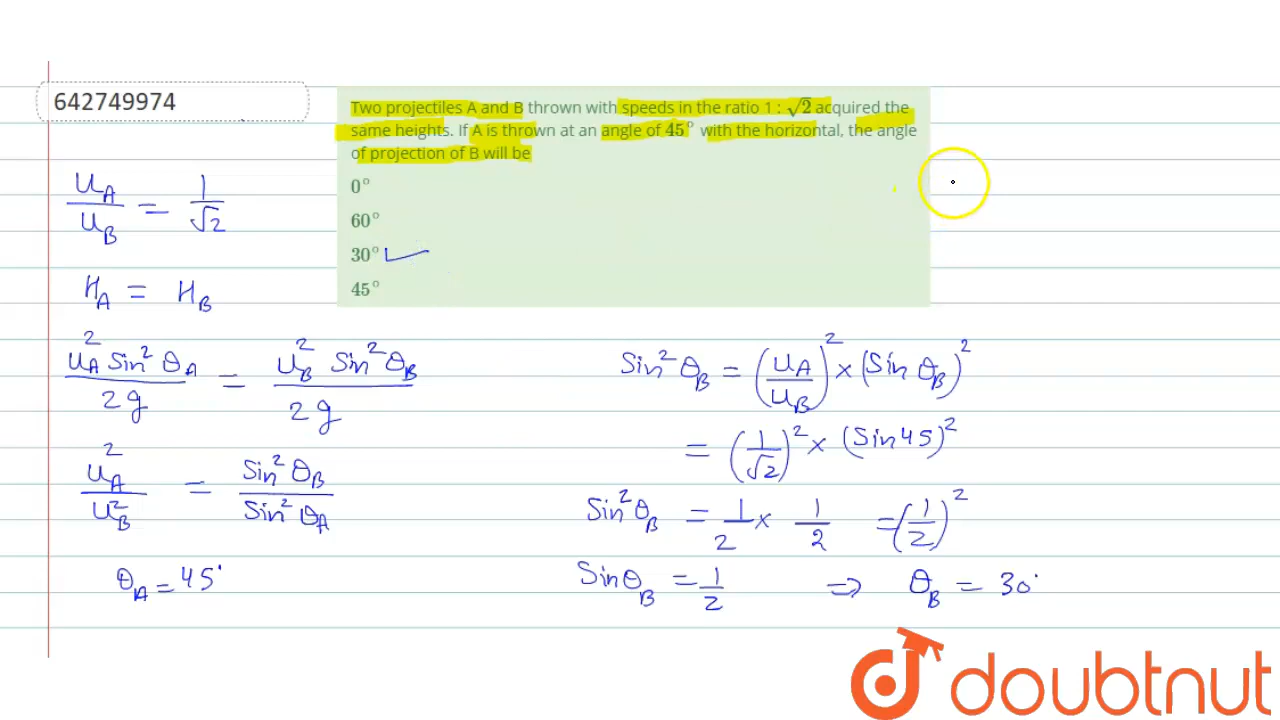 642749974
Two projectiles A and B thrown with speeds in the ratio 1 : √2 acquired the
same heights. If A is thrown at an angle of 45° with the horizontal, the angle
of projection of B will be
0°
60°
30°
45°
u_A / u_B = 1 / √2
H_A = H_B
u_A² Sin² θ_A / 2g = u_B² Sin² θ_B / 2g
u_A² / u_B² = Sin² θ_B / Sin² θ_A
θ_A = 45°
Sin² θ_B = (u_A / u_B)² × (Sin θ_B)²
= (1 / √2)² × (Sin 45)²
Sin² θ_B = 1/2 × 1/2 = (1/2)²
Sin θ_B = 1/2 ⇒ θ_B = 30°
doubtnut